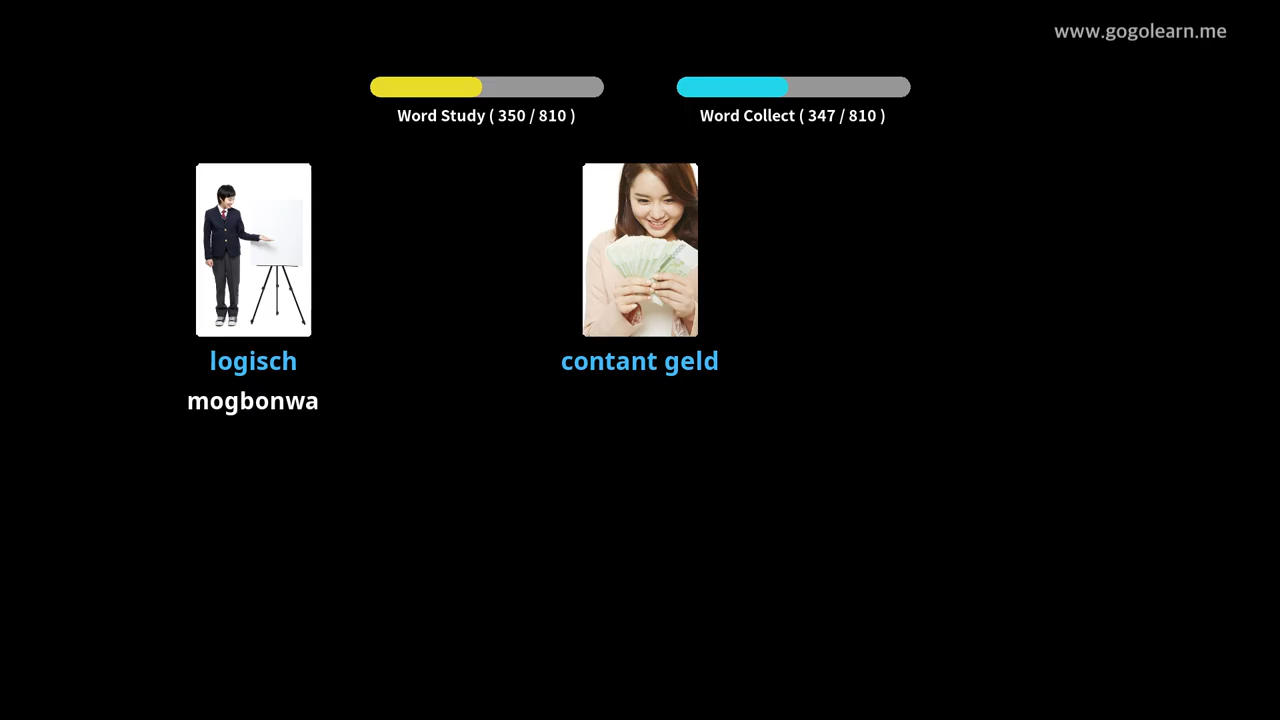 www.gogolearn.me
Word Study ( 350 / 810 )
Word Collect ( 347 / 810 )
logisch
contant geld
mogbonwa